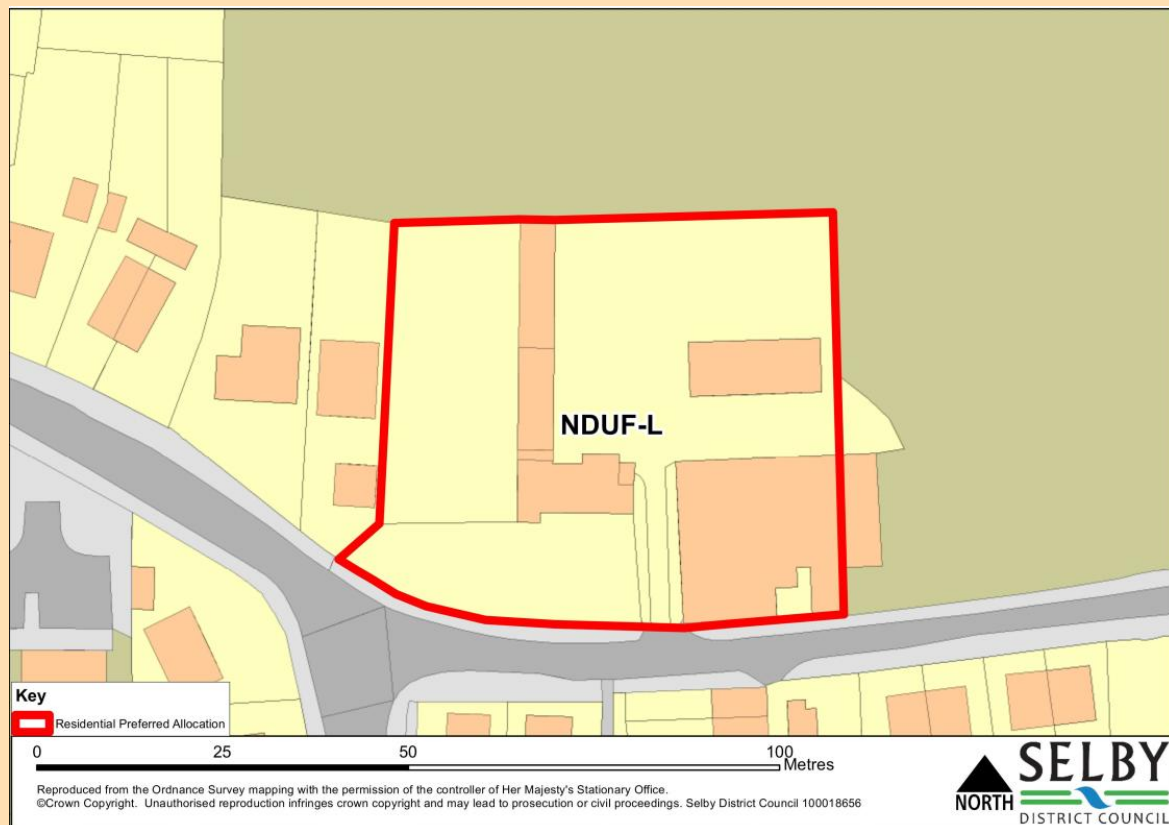 NDUF-L
Key
Residential Preferred Allocation
0 25 50 100
Metres
Reproduced from the Ordnance Survey mapping with the permission of the controller of Her Majesty's Stationary Office.
©Crown Copyright. Unauthorised reproduction infringes crown copyright and may lead to prosecution or civil proceedings. Selby District Council 100018656
NORTH
SELBY
DISTRICT COUNCIL